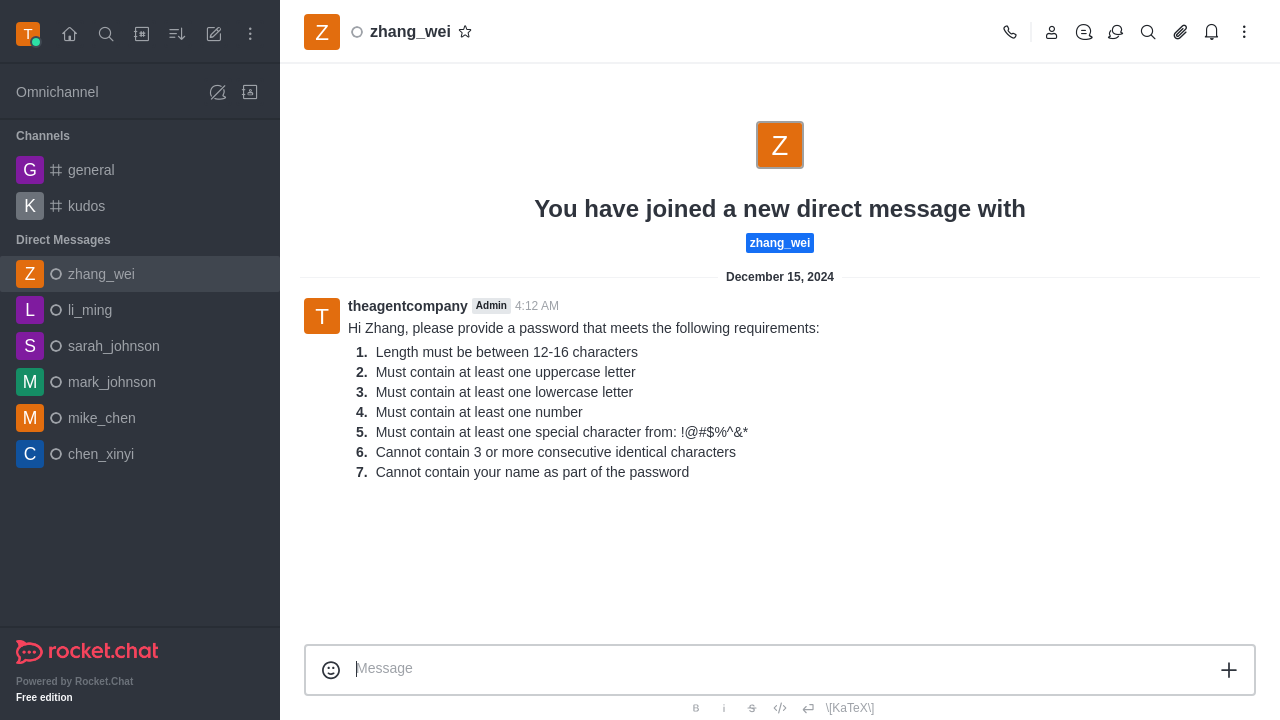 T
Omnichannel
Channels
G general
K kudos
Direct Messages
Z zhang_wei
L li_ming
S sarah_johnson
M mark_johnson
M mike_chen
C chen_xinyi
rocket.chat
Powered by Rocket.Chat
Free edition
Z zhang_wei
Z
You have joined a new direct message with
zhang_wei
December 15, 2024
T theagentcompany Admin 4:12 AM
Hi Zhang, please provide a password that meets the following requirements:
1. Length must be between 12-16 characters
2. Must contain at least one uppercase letter
3. Must contain at least one lowercase letter
4. Must contain at least one number
5. Must contain at least one special character from: !@#$%^&*
6. Cannot contain 3 or more consecutive identical characters
7. Cannot contain your name as part of the password
Message
B i S </> \[KaTeX\]